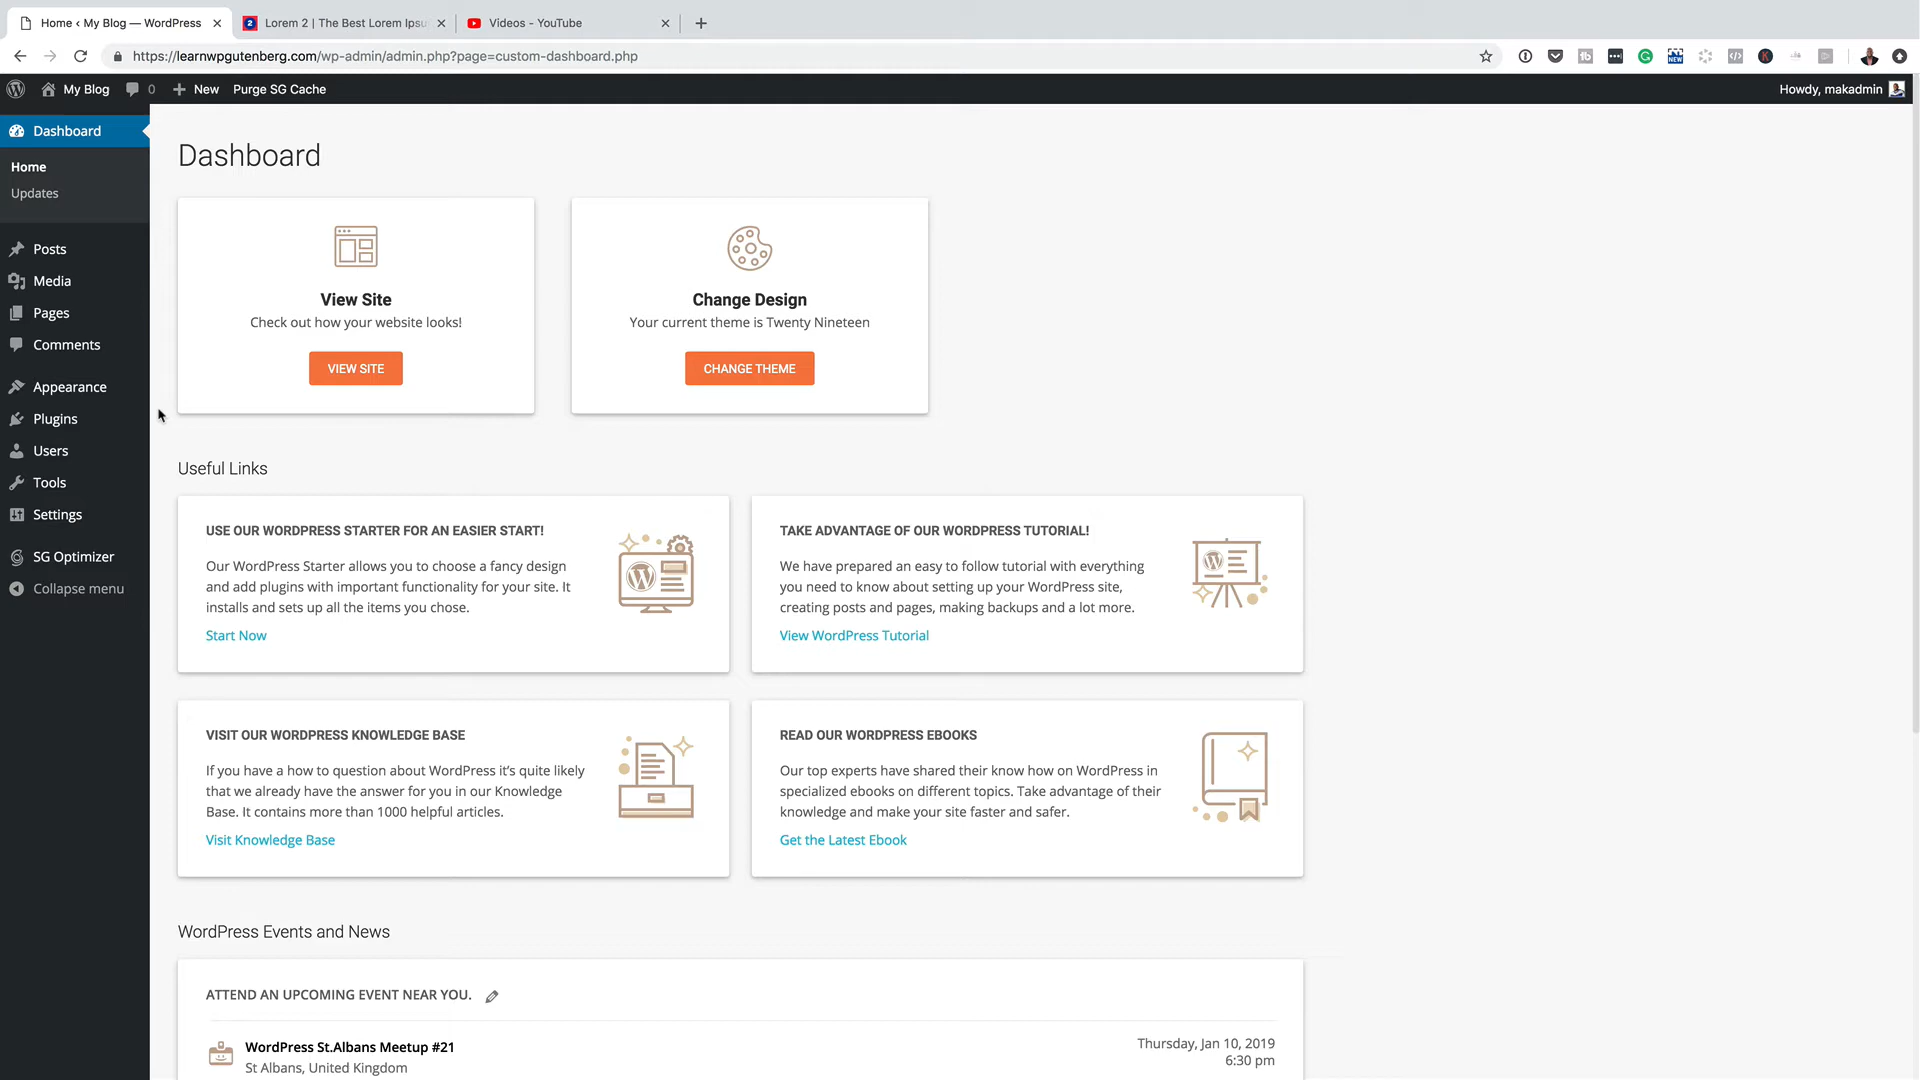 Home ‹ My Blog — WordPress
Lorem 2 | The Best Lorem Ipsu
Videos - YouTube
https://learnwpgutenberg.com/wp-admin/admin.php?page=custom-dashboard.php
My Blog 0 New Purge SG Cache
Howdy, makadmin
Dashboard
Home
Updates
Posts
Media
Pages
Comments
Appearance
Plugins
Users
Tools
Settings
SG Optimizer
Collapse menu
Dashboard
View Site
Check out how your website looks!
VIEW SITE
Change Design
Your current theme is Twenty Nineteen
CHANGE THEME
Useful Links
USE OUR WORDPRESS STARTER FOR AN EASIER START!
Our WordPress Starter allows you to choose a fancy design
and add plugins with important functionality for your site. It
installs and sets up all the items you chose.
Start Now
TAKE ADVANTAGE OF OUR WORDPRESS TUTORIAL!
We have prepared an easy to follow tutorial with everything
you need to know about setting up your WordPress site,
creating posts and pages, making backups and a lot more.
View WordPress Tutorial
VISIT OUR WORDPRESS KNOWLEDGE BASE
If you have a how to question about WordPress it's quite likely
that we already have the answer for you in our Knowledge
Base. It contains more than 1000 helpful articles.
Visit Knowledge Base
READ OUR WORDPRESS EBOOKS
Our top experts have shared their know how on WordPress in
specialized ebooks on different topics. Take advantage of their
knowledge and make your site faster and safer.
Get the Latest Ebook
WordPress Events and News
ATTEND AN UPCOMING EVENT NEAR YOU.
WordPress St.Albans Meetup #21
St Albans, United Kingdom
Thursday, Jan 10, 2019
6:30 pm